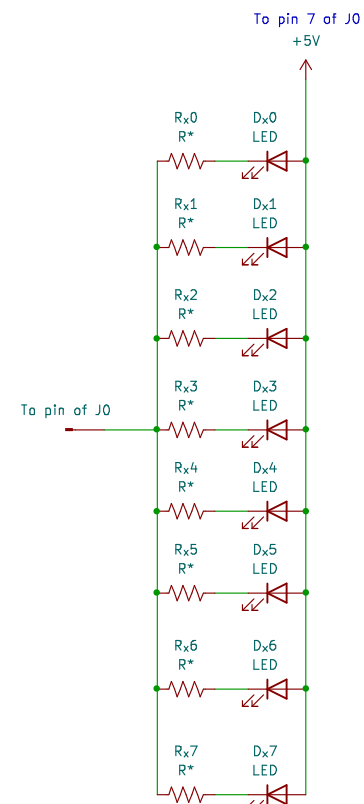 To pin 7 of J0
+5V
Rx0 Dx0
R* LED
Rx1 Dx1
R* LED
Rx2 Dx2
R* LED
Rx3 Dx3
R* LED
To pin of J0
Rx4 Dx4
R* LED
Rx5 Dx5
R* LED
Rx6 Dx6
R* LED
Rx7 Dx7
R* LED